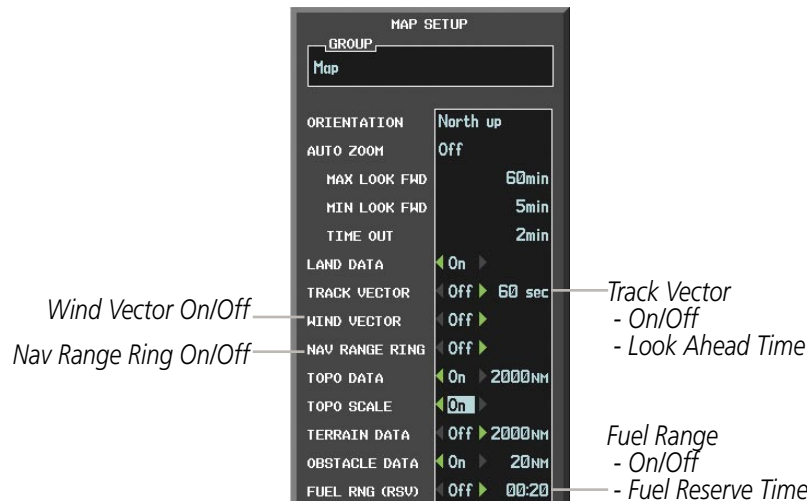 MAP SETUP
GROUP
Map
ORIENTATION North up
AUTO ZOOM Off
MAX LOOK FWD 60min
MIN LOOK FWD 5min
TIME OUT 2min
LAND DATA On
TRACK VECTOR Off 60 sec
WIND VECTOR Off
NAV RANGE RING Off
TOPO DATA On 2000NM
TOPO SCALE On
TERRAIN DATA Off 2000NM
OBSTACLE DATA On 20NM
FUEL RNG (RSV) Off 00:20
Wind Vector On/Off
Nav Range Ring On/Off
Track Vector
- On/Off
- Look Ahead Time
Fuel Range
- On/Off
- Fuel Reserve Time